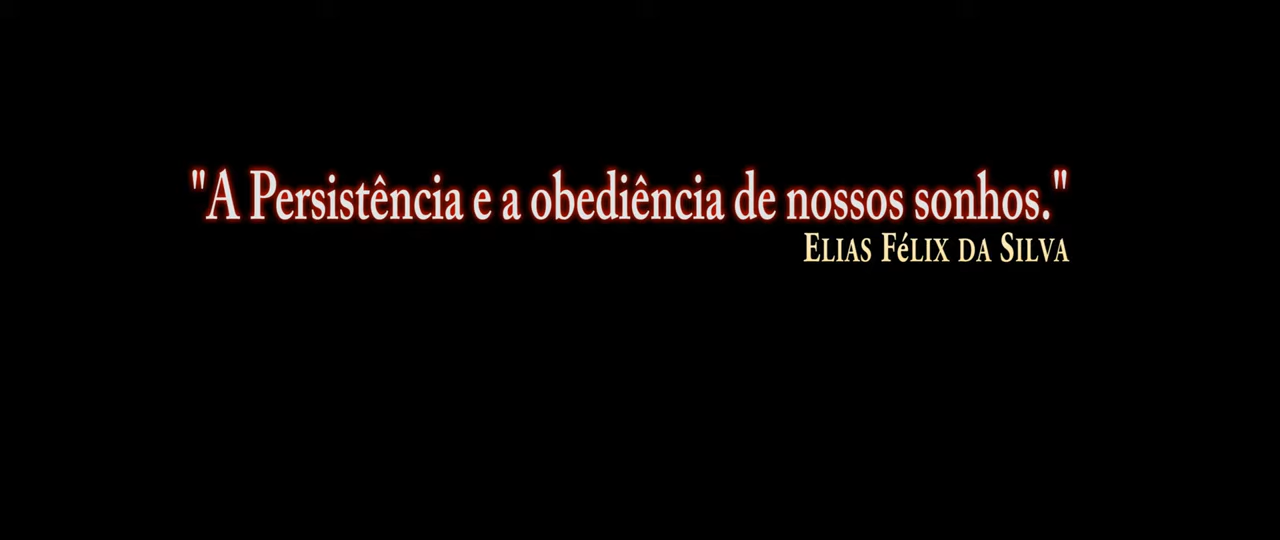 "A Persistência e a obediência de nossos sonhos."
ELIAS FéLIX DA SILVA